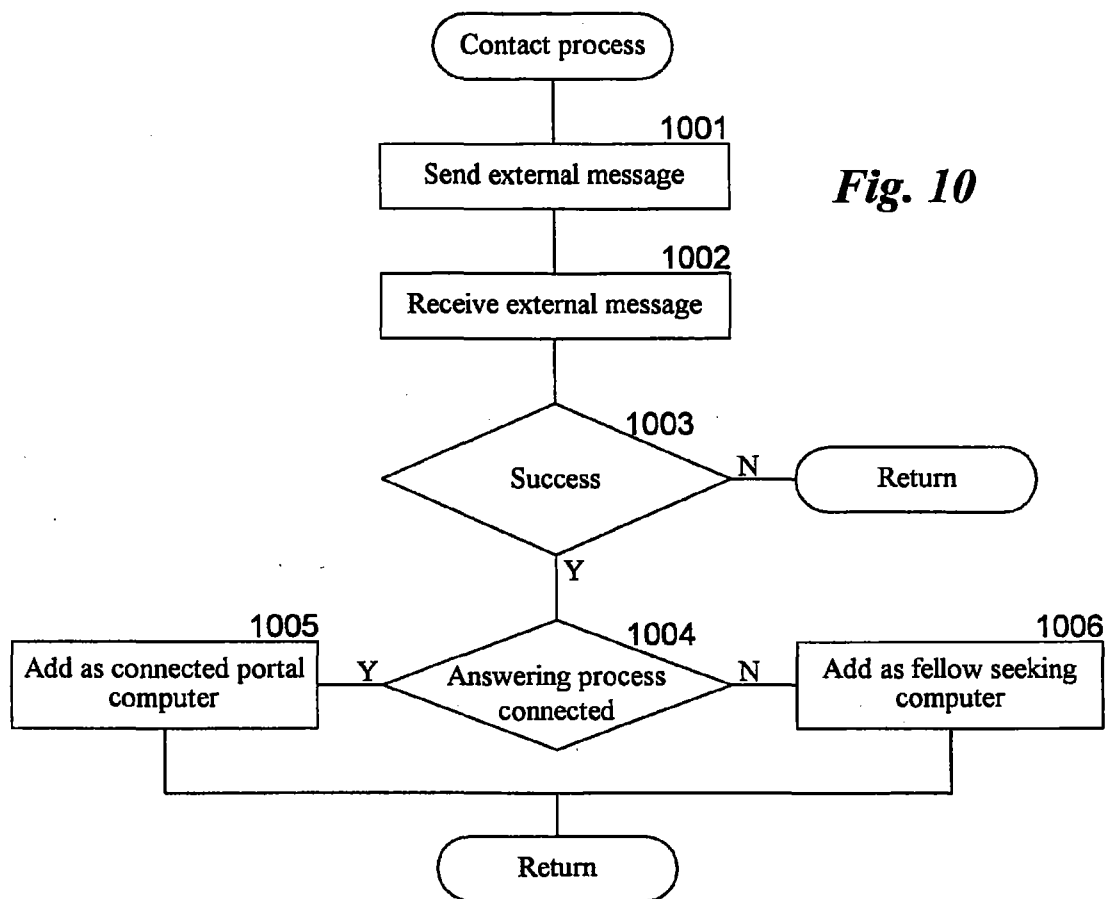 Contact process
1001
Send external message
Fig. 10
1002
Receive external message
1003
Success
N
Return
Y
1005
Add as connected portal
computer
Y
1004
Answering process
connected
N
1006
Add as fellow seeking
computer
Return